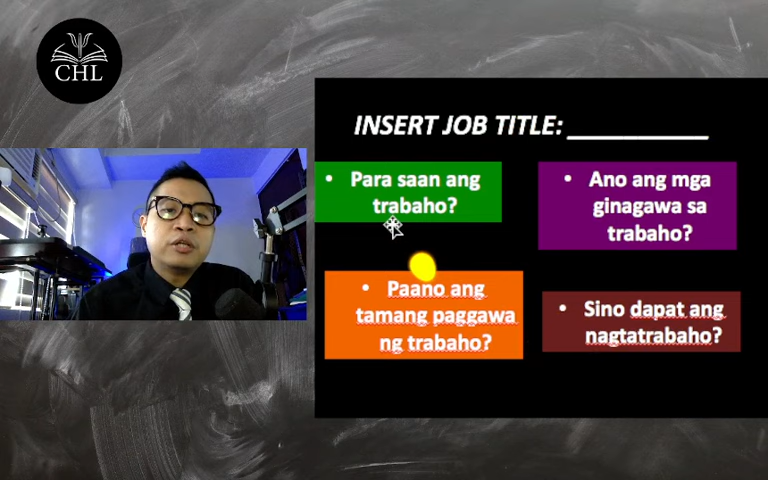 CHL
INSERT JOB TITLE: ___________
• Para saan ang
trabaho?
• Ano ang mga
ginagawa sa
trabaho?
• Paano ang
tamang paggawa
ng trabaho?
• Sino dapat ang
nagtatrabaho?